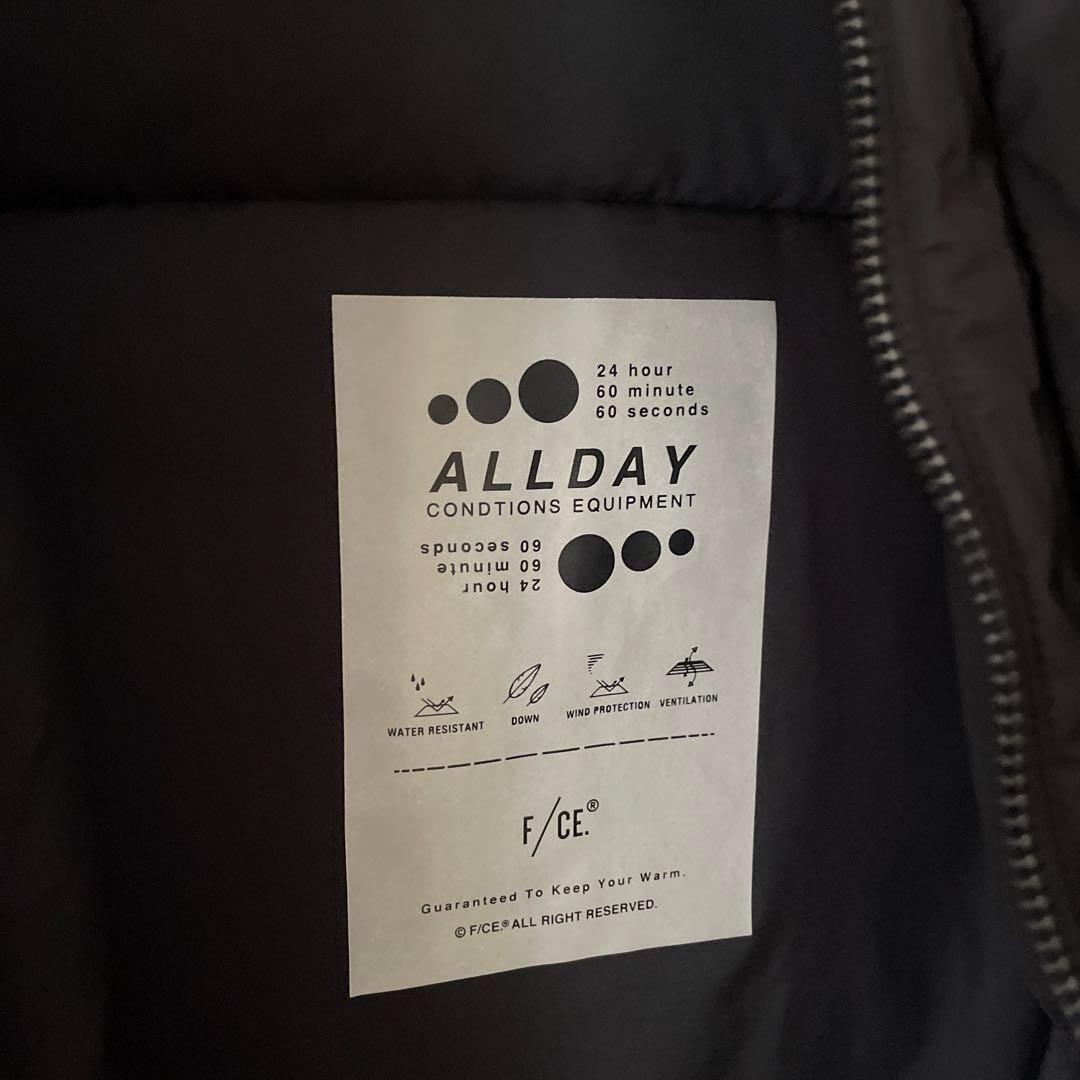 24 hour
60 minute
60 seconds
ALLDAY
CONDTIONS EQUIPMENT
24 hour
60 minute
60 seconds
WATER RESISTANT
DOWN
WIND PROTECTION
VENTILATION
F/CE.®
Guaranteed To Keep Your Warm.
© F/CE.® ALL RIGHT RESERVED.